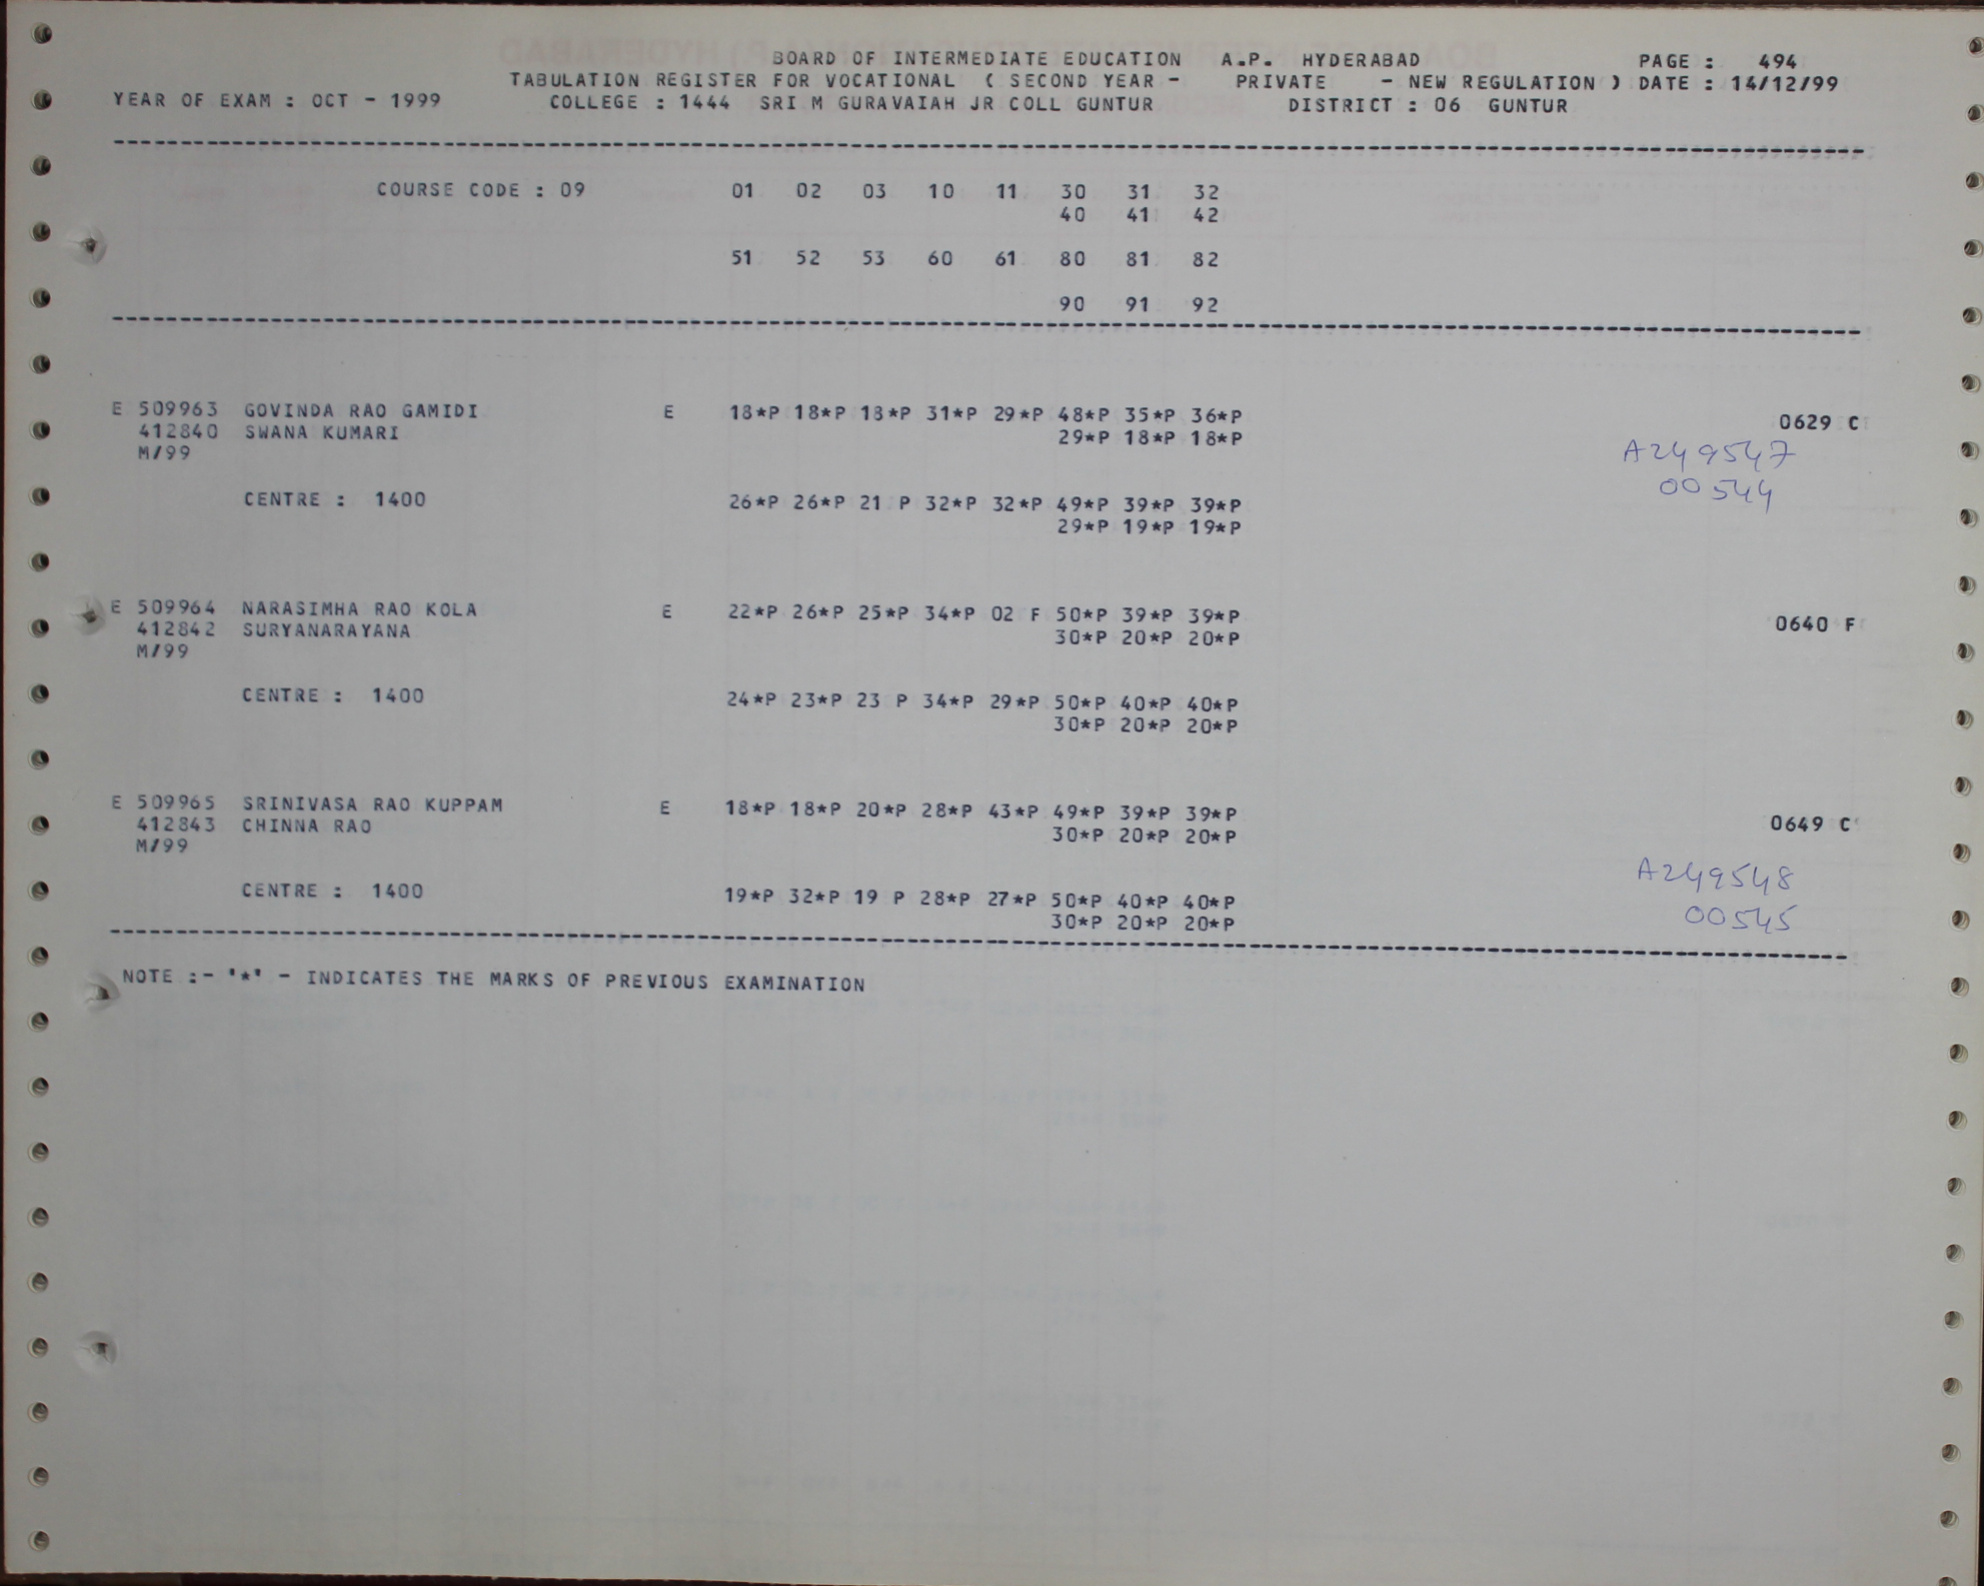 BOARD OF INTERMEDIATE EDUCATION A.P. HYDERABAD PAGE : 494
TABULATION REGISTER FOR VOCATIONAL ( SECOND YEAR - PRIVATE - NEW REGULATION ) DATE : 14/12/99
YEAR OF EXAM : OCT - 1999 COLLEGE : 1444 SRI M GURAVAIAH JR COLL GUNTUR DISTRICT : 06 GUNTUR
COURSE CODE : 09 01 02 03 10 11 30 31 32
40 41 42
51 52 53 60 61 80 81 82
90 91 92
E 509963 GOVINDA RAO GAMIDI E 18*P 18*P 18*P 31*P 29*P 48*P 35*P 36*P 0629 C
412840 SWANA KUMARI 29*P 18*P 18*P
M/99
A249547
CENTRE : 1400 26*P 26*P 21 P 32*P 32*P 49*P 39*P 39*P
00544
29*P 19*P 19*P
E 509964 NARASIMHA RAO KOLA E 22*P 26*P 25*P 34*P 02 F 50*P 39*P 39*P 0640 F
412842 SURYANARAYANA 30*P 20*P 20*P
M/99
CENTRE : 1400 24*P 23*P 23 P 34*P 29*P 50*P 40*P 40*P
30*P 20*P 20*P
E 509965 SRINIVASA RAO KUPPAM E 18*P 18*P 20*P 28*P 43*P 49*P 39*P 39*P 0649 C
412843 CHINNA RAO 30*P 20*P 20*P
M/99
A249548
CENTRE : 1400 19*P 32*P 19 P 28*P 27*P 50*P 40*P 40*P
00545
30*P 20*P 20*P
NOTE :- '*' - INDICATES THE MARKS OF PREVIOUS EXAMINATION